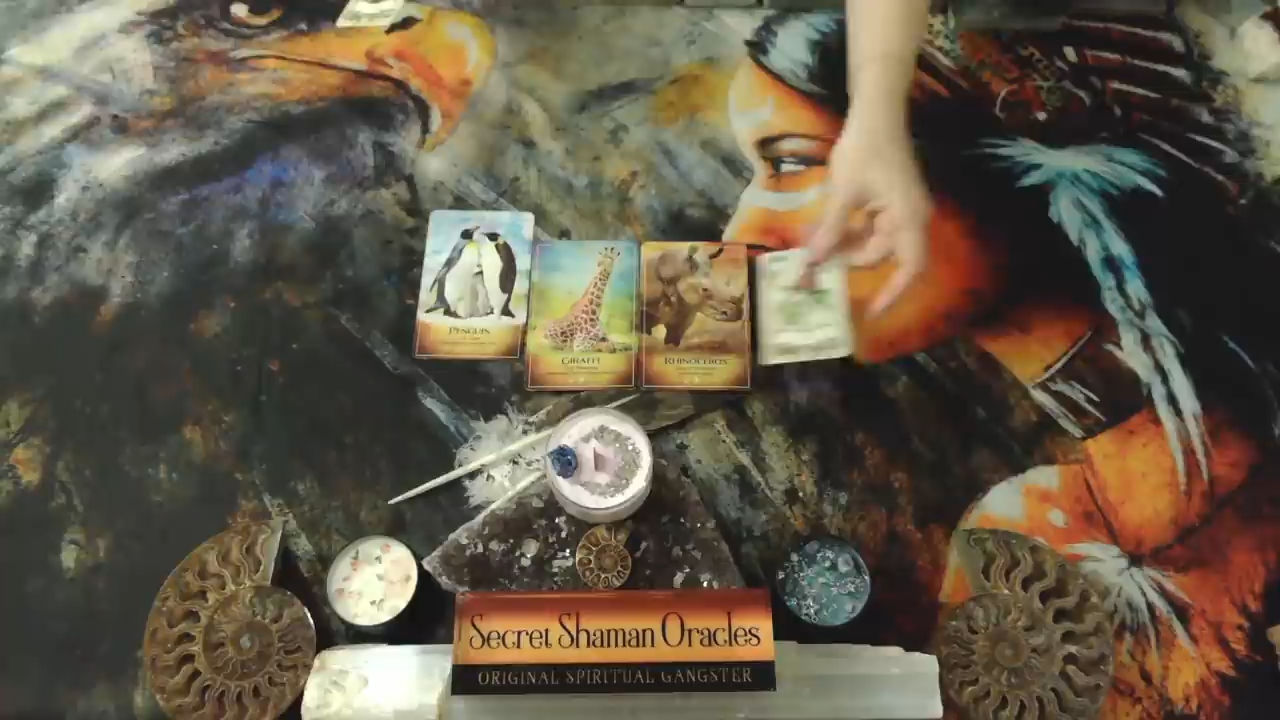 PENGUIN
GIRAFFE
RHINOCEROS
Secret Shaman Oracles
ORIGINAL SPIRITUAL GANGSTER